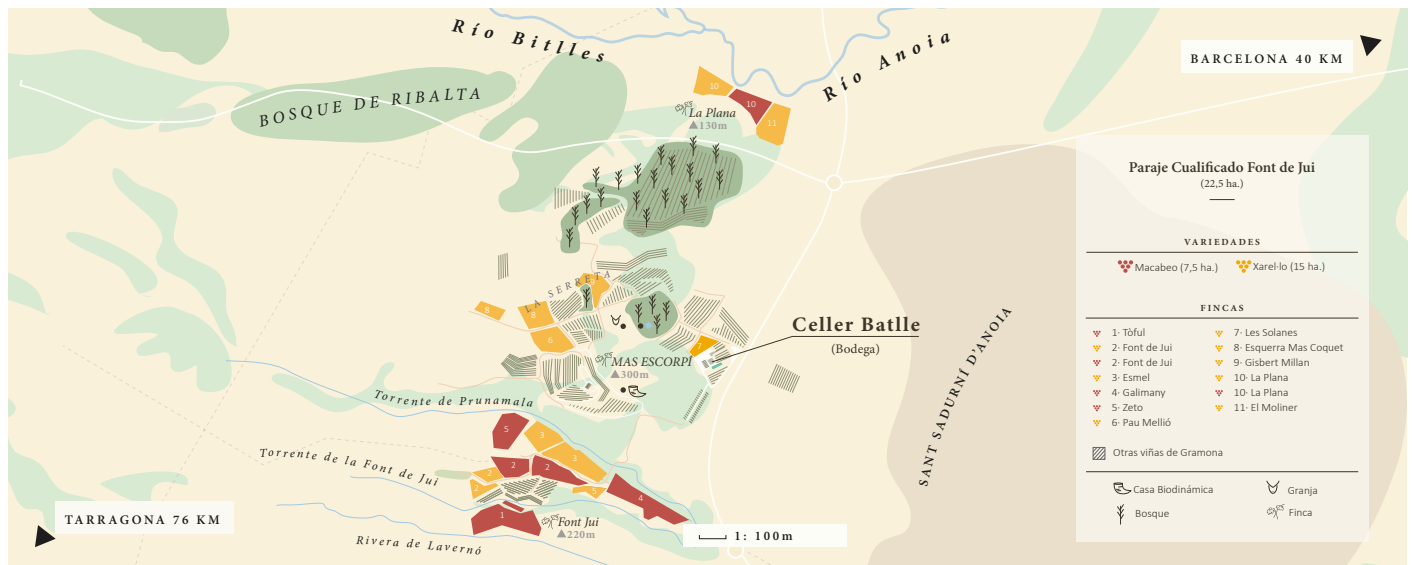 Río Bitlles
Río Anoia
BARCELONA 40 KM
BOSQUE DE RIBALTA
10
10
11
La Plana
130m
Paraje Cualificado Font de Jui
(22,5 ha.)
VARIEDADES
Macabeo (7,5 ha.)
Xarel·lo (15 ha.)
FINCAS
1· Tòful
2· Font de Jui
2· Font de Jui
3· Esmel
4· Galimany
5· Zeto
6· Pau Mellió
7· Les Solanes
8· Esquerra Mas Coquet
9· Gisbert Millan
10· La Plana
10· La Plana
11· El Moliner
Otras viñas de Gramona
Casa Biodinámica
Granja
Bosque
Finca
LA SERRETA
8
8
6
7
Celler Batlle
(Bodega)
MAS ESCORPÍ
300m
SANT SADURNÍ D'ANOIA
Torrente de Prunamala
5
3
3
Torrente de la Font de Jui
2
2
2
2
4
1
Font Jui
220m
Rivera de Lavernó
TARRAGONA 76 KM
1: 100m